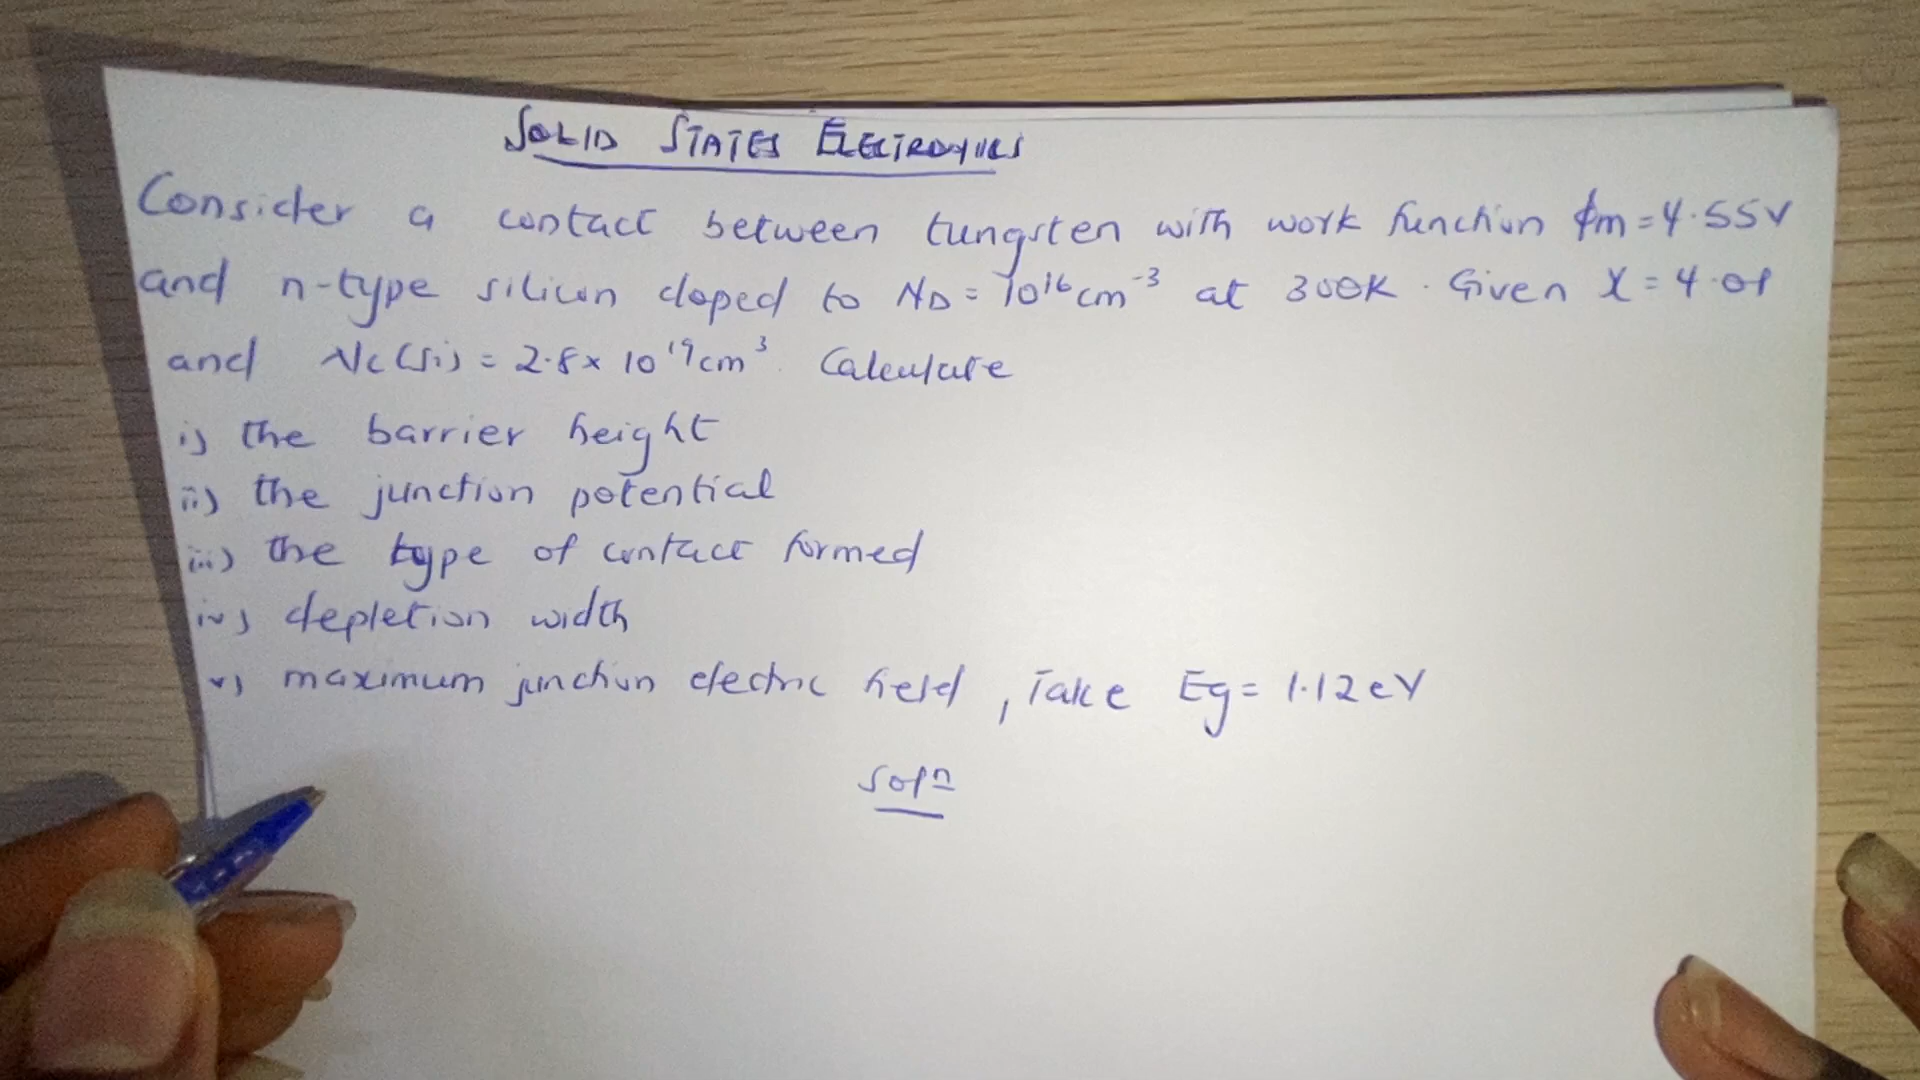 SOLID STATES ELECTRONICS
Consider a contact between tungsten with work function ϕm = 4.55V
and n-type silicon doped to ND = 10¹⁶cm⁻³ at 300K. Given X = 4.01
and Nc(Si) = 2.8 x 10¹⁹cm³. Calculate
i) the barrier height
ii) the junction potential
iii) the type of contact formed
iv) depletion width
v) maximum junction electric field, Take Eg = 1.12eV
Solⁿ